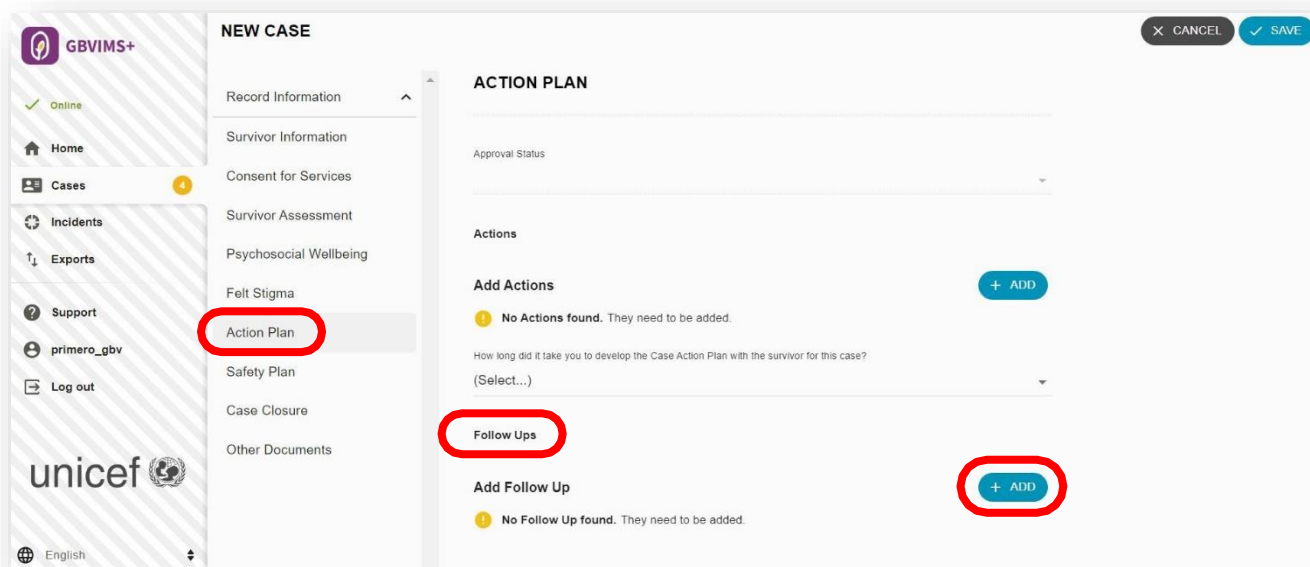 GBVIMS+
Online
Home
Cases
4
Incidents
Exports
Support
primero_gbv
Log out
unicef
English
NEW CASE
CANCEL
SAVE
Record Information
Survivor Information
Consent for Services
Survivor Assessment
Psychosocial Wellbeing
Felt Stigma
Action Plan
Safety Plan
Case Closure
Other Documents
ACTION PLAN
Approval Status
Actions
Add Actions
+ ADD
No Actions found. They need to be added.
How long did it take you to develop the Case Action Plan with the survivor for this case?
(Select...)
Follow Ups
Add Follow Up
+ ADD
No Follow Up found. They need to be added.